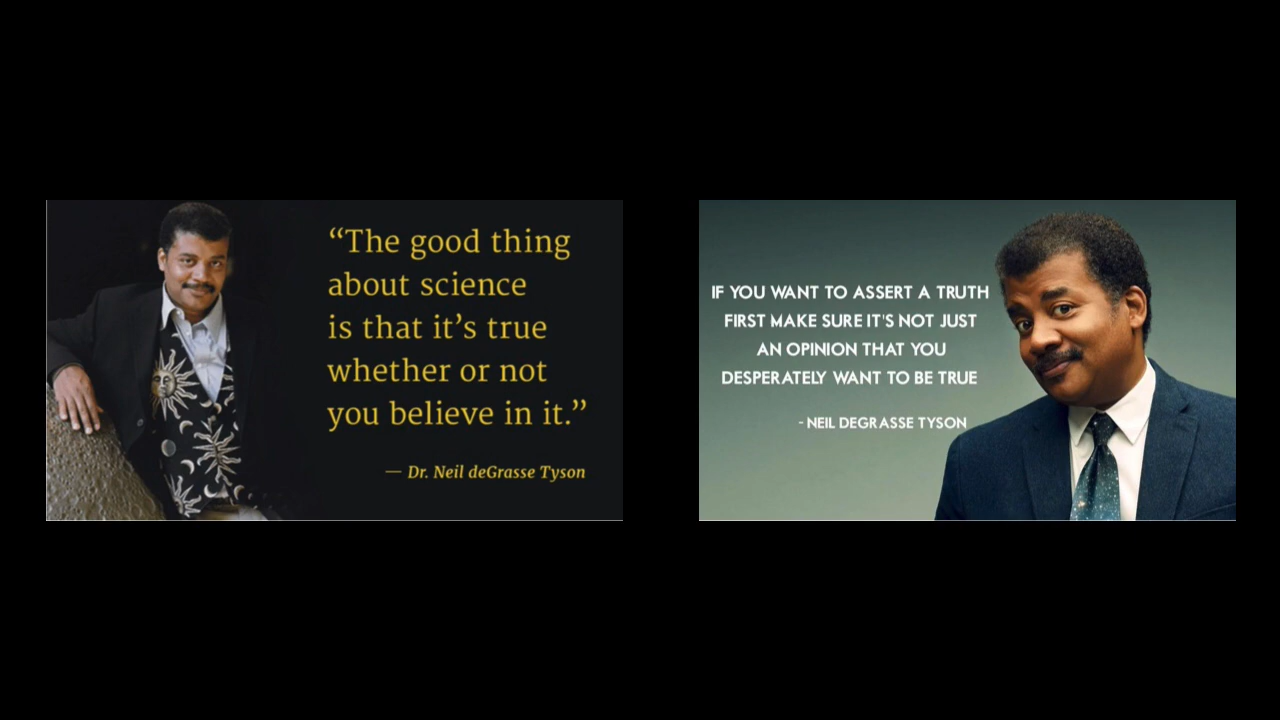 “The good thing
about science
is that it’s true
whether or not
you believe in it.”
— Dr. Neil deGrasse Tyson
IF YOU WANT TO ASSERT A TRUTH
FIRST MAKE SURE IT'S NOT JUST
AN OPINION THAT YOU
DESPERATELY WANT TO BE TRUE
- NEIL DEGRASSE TYSON